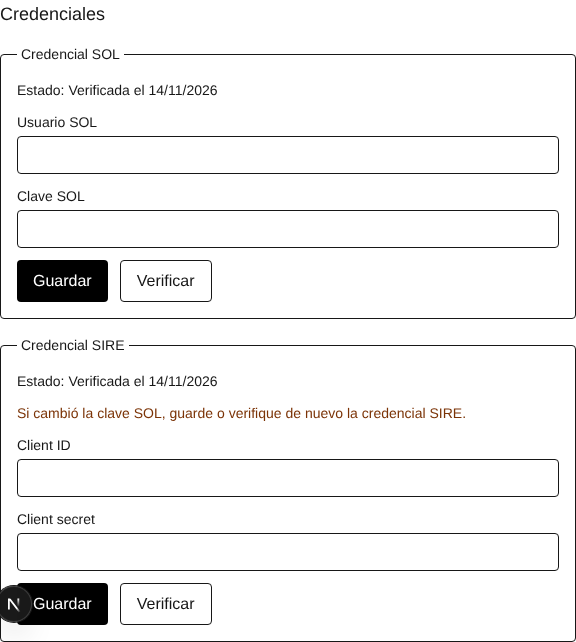 Credenciales
Credencial SOL
Estado: Verificada el 14/11/2026
Usuario SOL
Clave SOL
Guardar Verificar
Credencial SIRE
Estado: Verificada el 14/11/2026
Si cambió la clave SOL, guarde o verifique de nuevo la credencial SIRE.
Client ID
Client secret
N Guardar Verificar